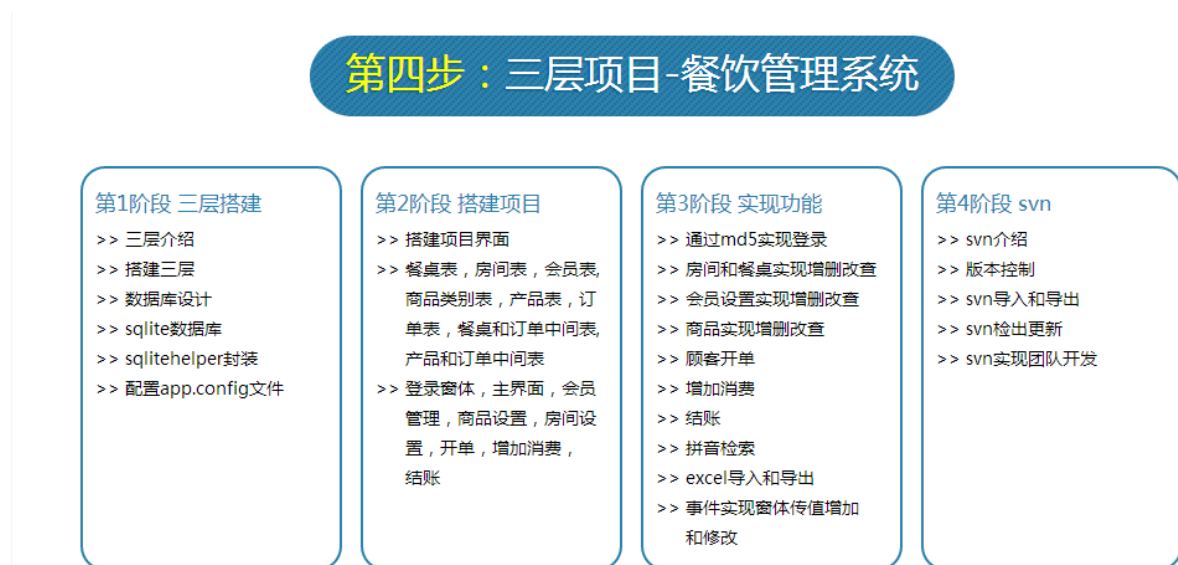 第四步：三层项目-餐饮管理系统
第1阶段 三层搭建
>> 三层介绍
>> 搭建三层
>> 数据库设计
>> sqlite数据库
>> sqlitehelper封装
>> 配置app.config文件
第2阶段 搭建项目
>> 搭建项目界面
>> 餐桌表，房间表，会员表,
商品类别表，产品表，订
单表，餐桌和订单中间表,
产品和订单中间表
>> 登录窗体，主界面，会员
管理，商品设置，房间设
置，开单，增加消费，
结账
第3阶段 实现功能
>> 通过md5实现登录
>> 房间和餐桌实现增删改查
>> 会员设置实现增删改查
>> 商品实现增删改查
>> 顾客开单
>> 增加消费
>> 结账
>> 拼音检索
>> excel导入和导出
>> 事件实现窗体传值增加
和修改
第4阶段 svn
>> svn介绍
>> 版本控制
>> svn导入和导出
>> svn检出更新
>> svn实现团队开发